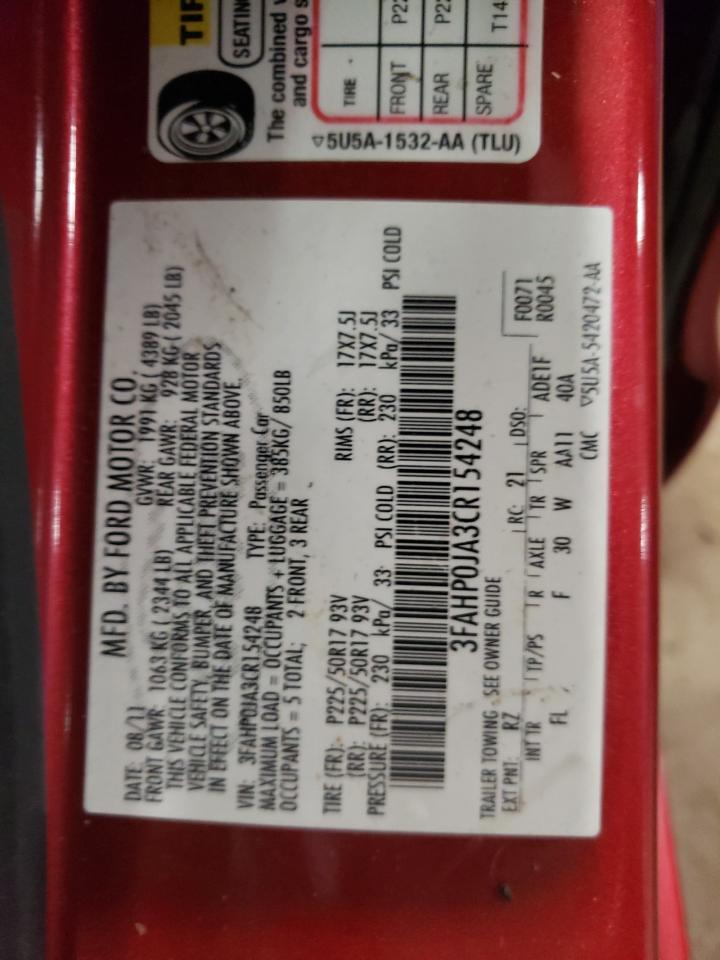 TIR
SEATING
The combined v
and cargo s
TIRE
FRONT P22
REAR P22
SPARE T14
▽5U5A-1532-AA (TLU)
MFD. BY FORD MOTOR CO.
DATE: 08/11 GVWR: 1991 KG ( 4389 LB)
FRONT GAWR: 1063 KG ( 2344 LB) REAR GAWR: 928 KG ( 2045 LB)
THIS VEHICLE CONFORMS TO ALL APPLICABLE FEDERAL MOTOR
VEHICLE SAFETY, BUMPER, AND THEFT PREVENTION STANDARDS
IN EFFECT ON THE DATE OF MANUFACTURE SHOWN ABOVE.
VIN: 3FAHP0JA3CR154248 TYPE: Passenger Car
MAXIMUM LOAD = OCCUPANTS + LUGGAGE = 385KG/ 850LB
OCCUPANTS = 5 TOTAL; 2 FRONT, 3 REAR
TIRE (FR): P225/50R17 93V RIMS (FR): 17X7.5J
(RR): P225/50R17 93V (RR): 17X7.5J
PRESSURE (FR): 230 kPa/ 33 PSI COLD (RR): 230 kPa/ 33 PSI COLD
3FAHP0JA3CR154248
TRAILER TOWING - SEE OWNER GUIDE
EXT PNT: RZ RC: 21 DSO: F0071
R0045
INT TR TP/PS R AXLE TR SPR ADE1F
FL F 30 W AA11 40A
CMC ▽5U5A-5420472-AA